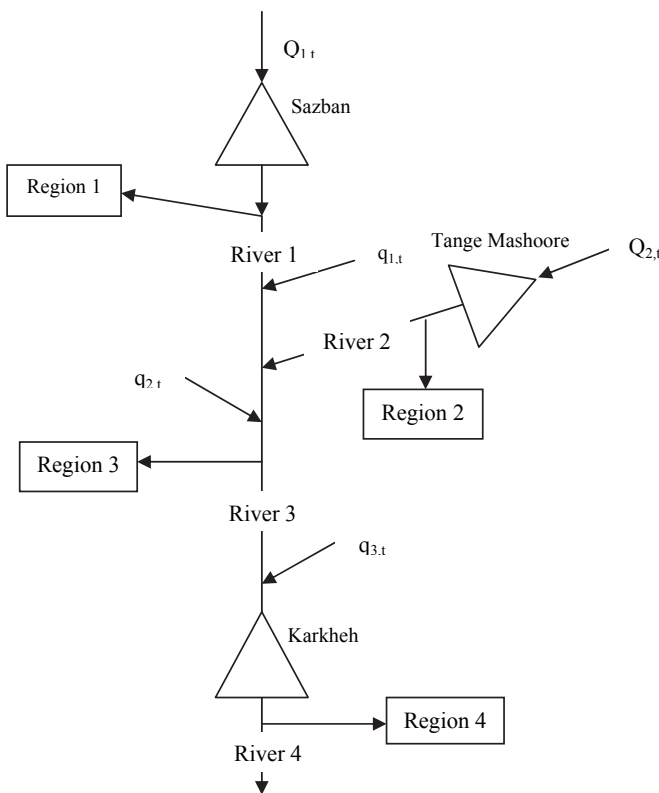 Q1,t
Sazban
Region 1
Tange Mashoore
River 1
q1,t
Q2,t
River 2
q2,t
Region 2
Region 3
River 3
q3,t
Karkheh
Region 4
River 4